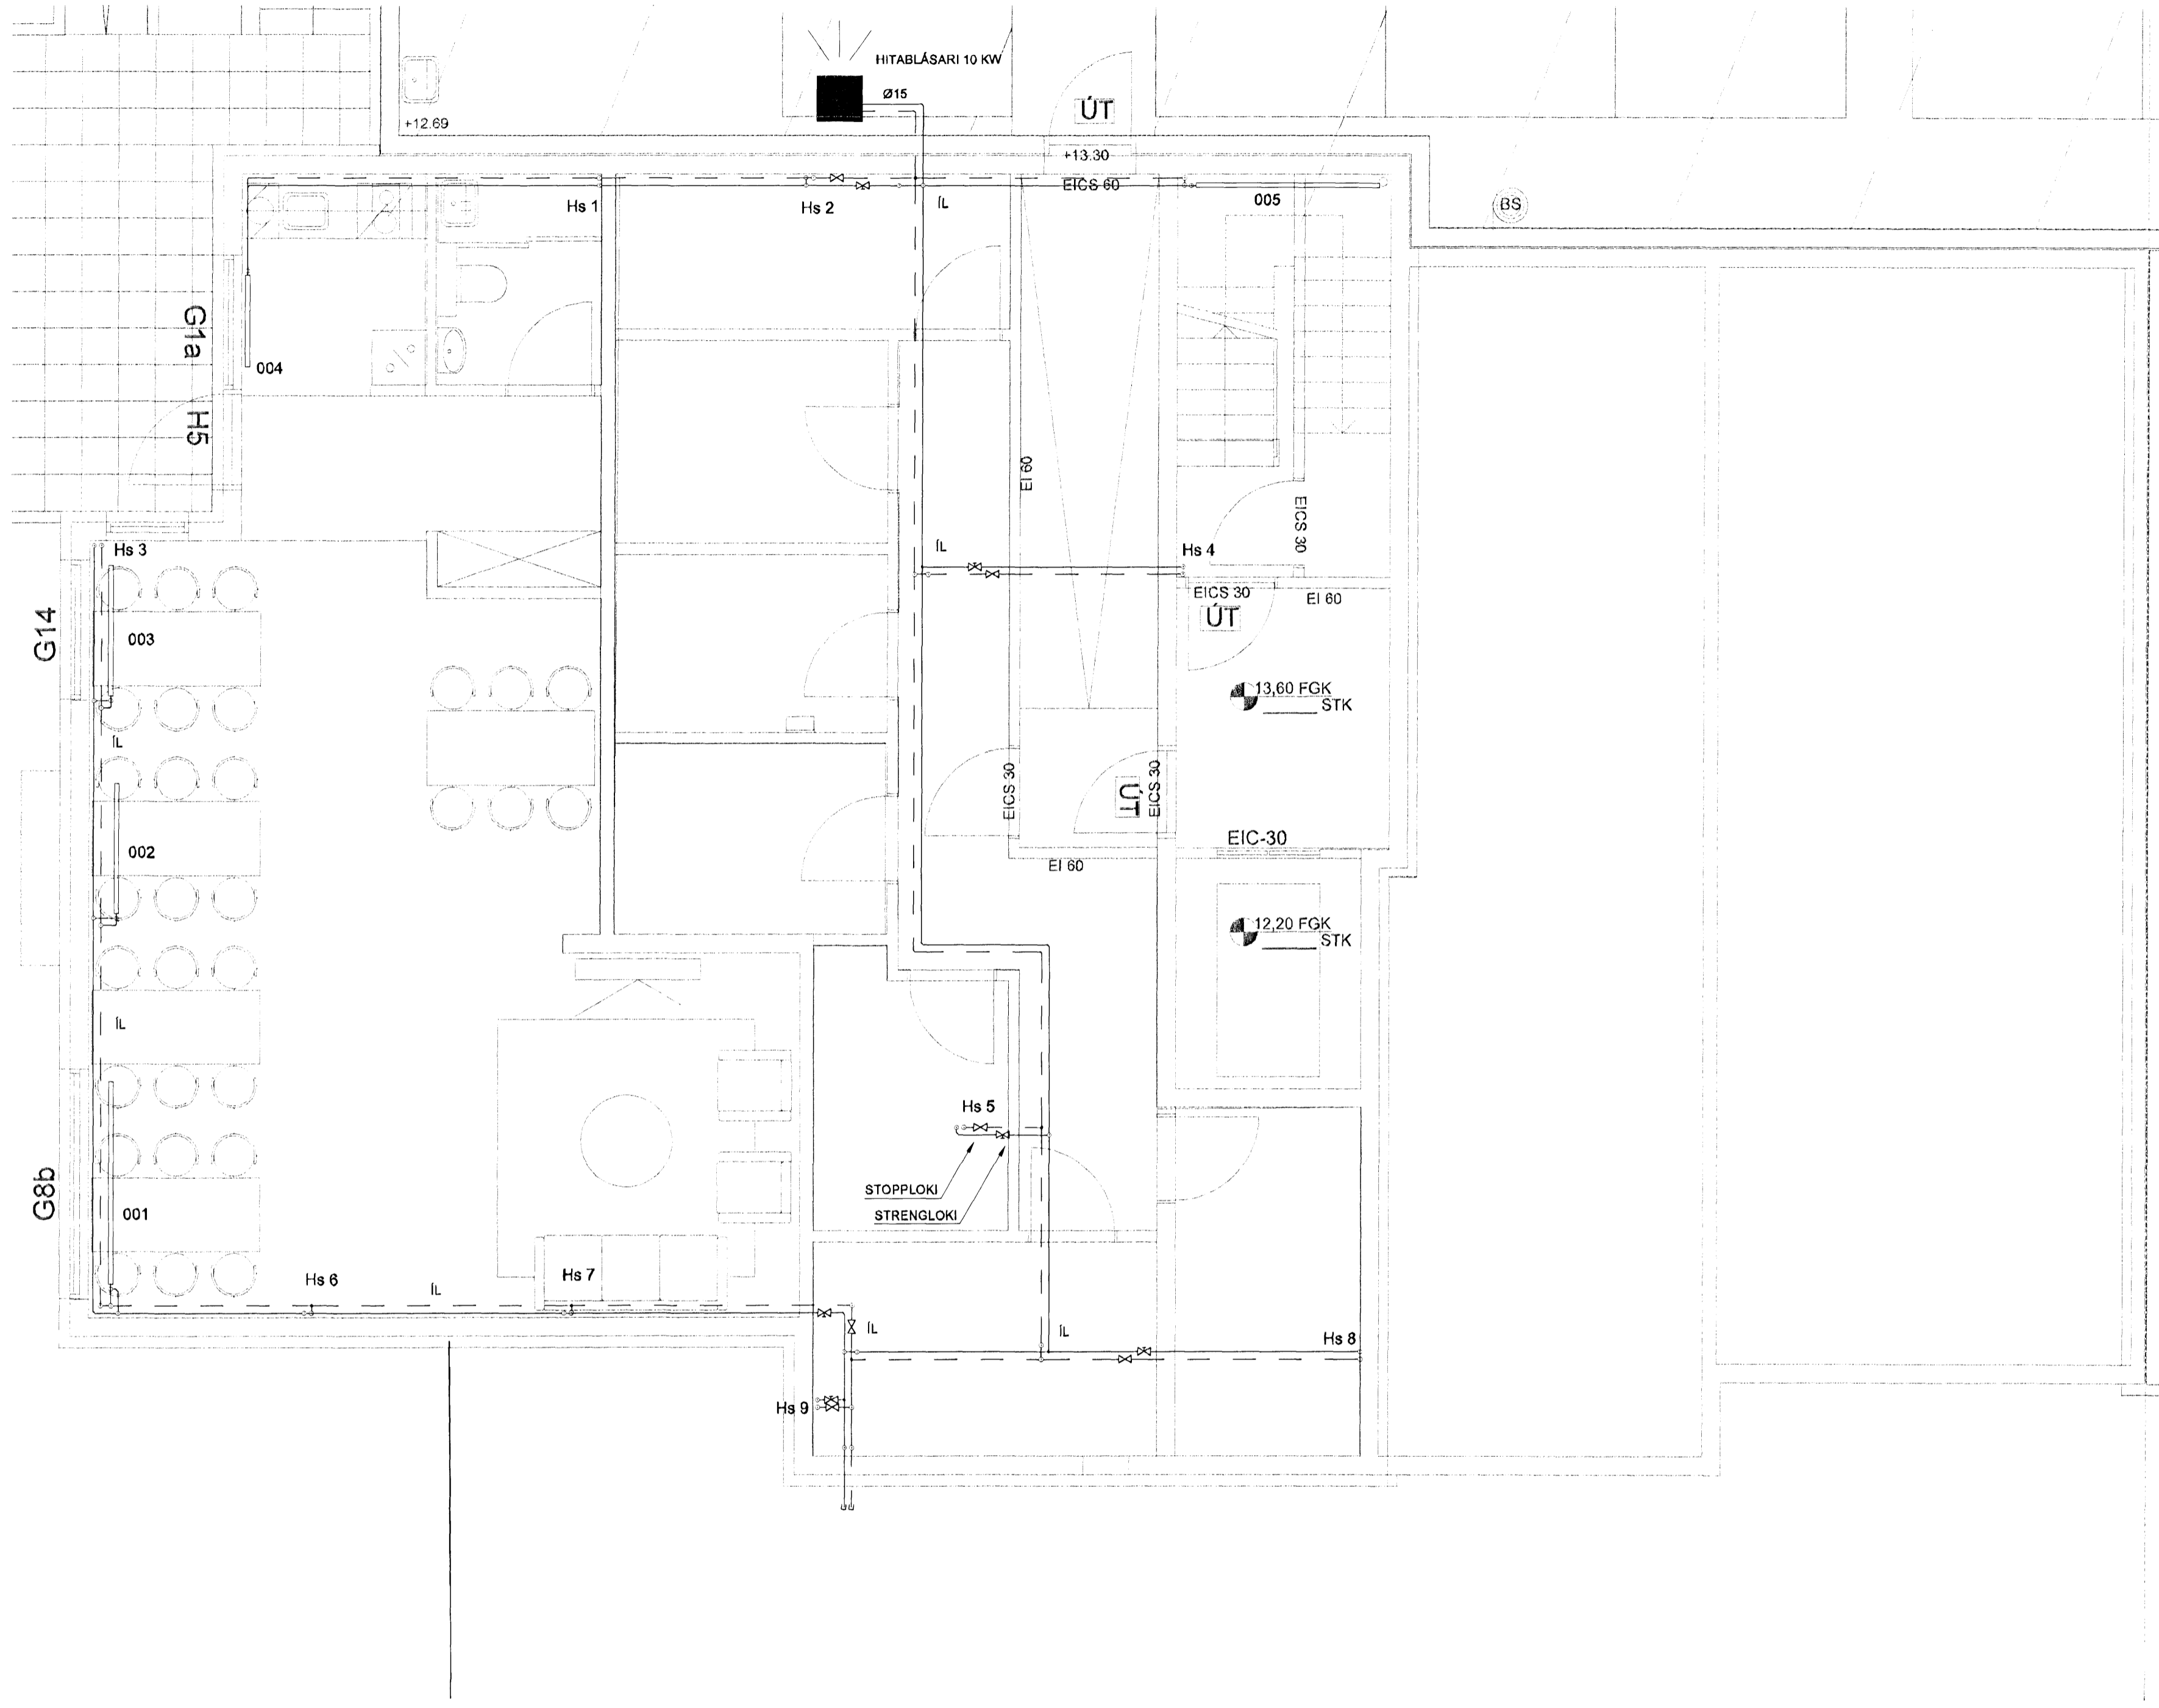 HITABLÁSARI 10 KW
Ø15
ÚT
+12.69
+13.30
EICS 60
Hs 1
Hs 2
ÍL
005
BS
G1a
004
H5
EI 60
EICS 30
Hs 3
ÍL
Hs 4
EICS 30
EI 60
ÚT
G14
003
13,60 FGK
STK
ÍL
EICS 30
ÚT
EICS 30
002
EIC-30
EI 60
12,20 FGK
STK
ÍL
Hs 5
G8b
STOPPLOKI
001
STRENGLOKI
Hs 6
ÍL
Hs 7
ÍL
ÍL
Hs 8
Hs 9